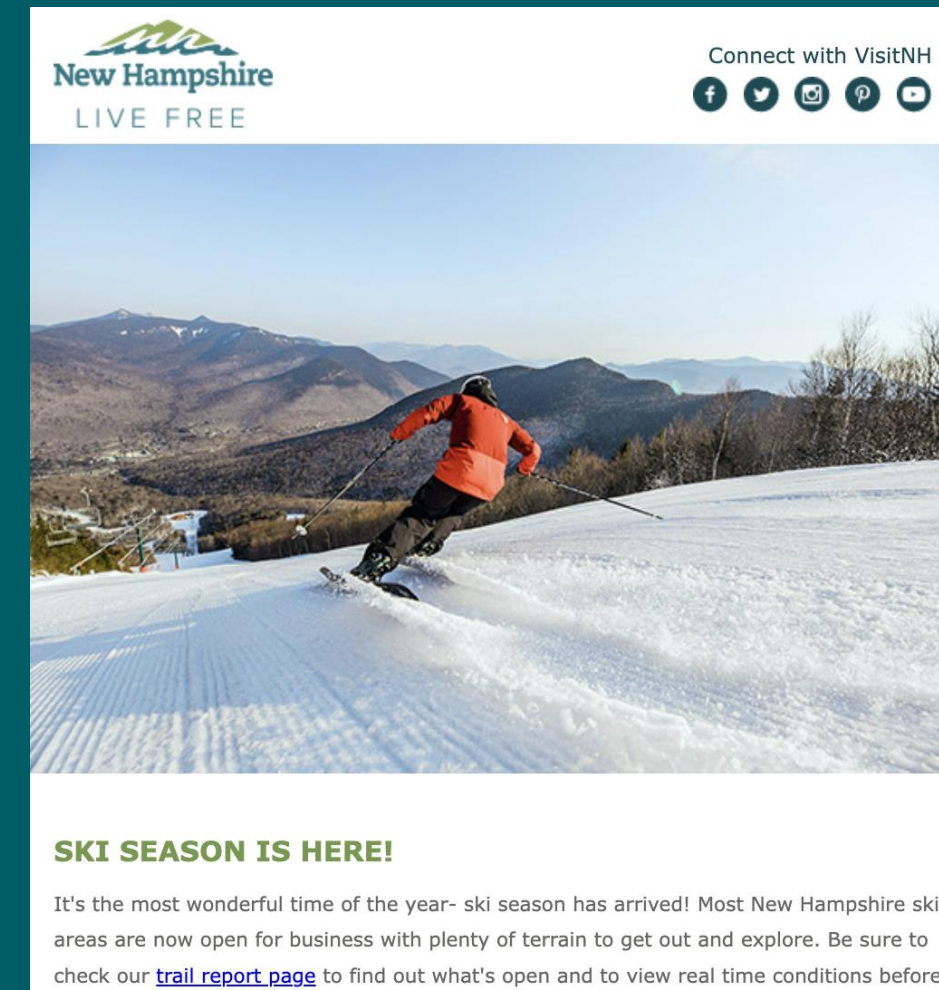 New Hampshire
LIVE FREE
Connect with VisitNH
SKI SEASON IS HERE!
It's the most wonderful time of the year- ski season has arrived! Most New Hampshire ski
areas are now open for business with plenty of terrain to get out and explore. Be sure to
check our trail report page to find out what's open and to view real time conditions before